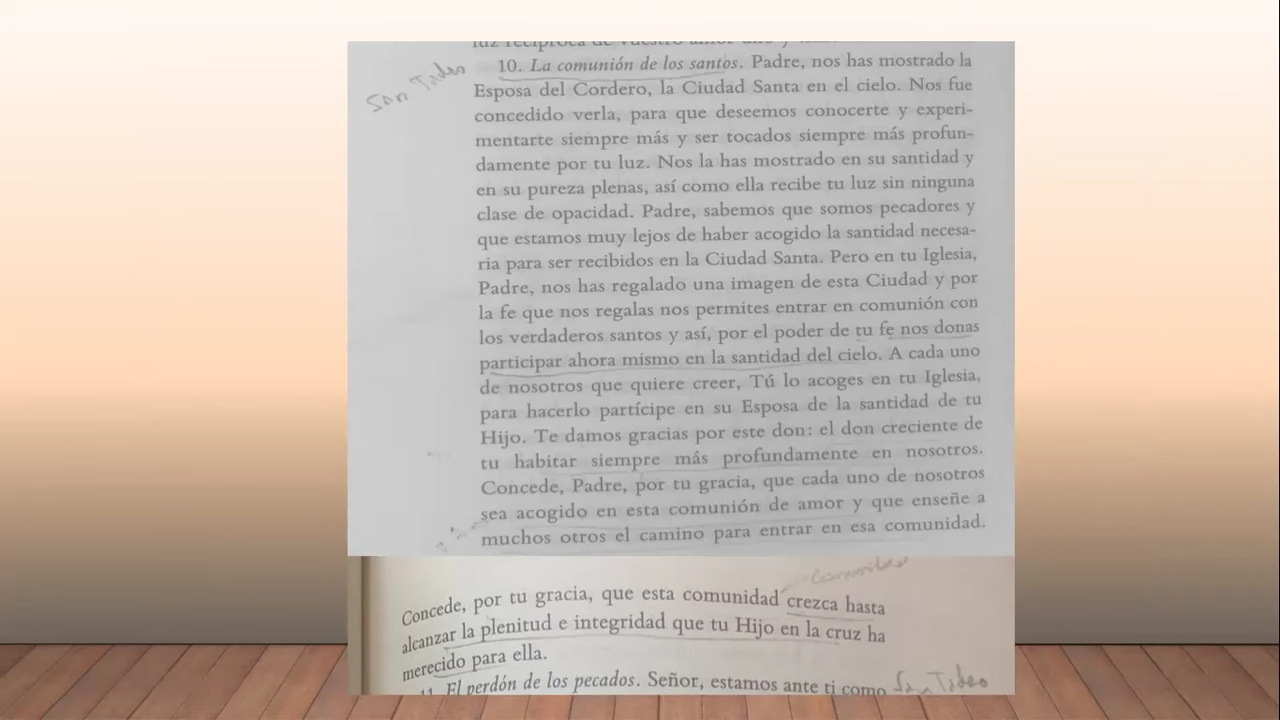 San Tadeo
10. La comunión de los santos. Padre, nos has mostrado la
Esposa del Cordero, la Ciudad Santa en el cielo. Nos fue
concedido verla, para que deseemos conocerte y experi-
mentarte siempre más y ser tocados siempre más profun-
damente por tu luz. Nos la has mostrado en su santidad y
en su pureza plenas, así como ella recibe tu luz sin ninguna
clase de opacidad. Padre, sabemos que somos pecadores y
que estamos muy lejos de haber acogido la santidad necesa-
ria para ser recibidos en la Ciudad Santa. Pero en tu Iglesia,
Padre, nos has regalado una imagen de esta Ciudad y por
la fe que nos regalas nos permites entrar en comunión con
los verdaderos santos y así, por el poder de tu fe nos donas
participar ahora mismo en la santidad del cielo. A cada uno
de nosotros que quiere creer, Tú lo acoges en tu Iglesia,
para hacerlo partícipe en su Esposa de la santidad de tu
Hijo. Te damos gracias por este don: el don creciente de
tu habitar siempre más profundamente en nosotros.
Concede, Padre, por tu gracia, que cada uno de nosotros
sea acogido en esta comunión de amor y que enseñe a
muchos otros el camino para entrar en esa comunidad.
Concede, por tu gracia, que esta comunidad crezca hasta
alcanzar la plenitud e integridad que tu Hijo en la cruz ha
merecido para ella.
11. El perdón de los pecados. Señor, estamos ante ti como
San Tadeo